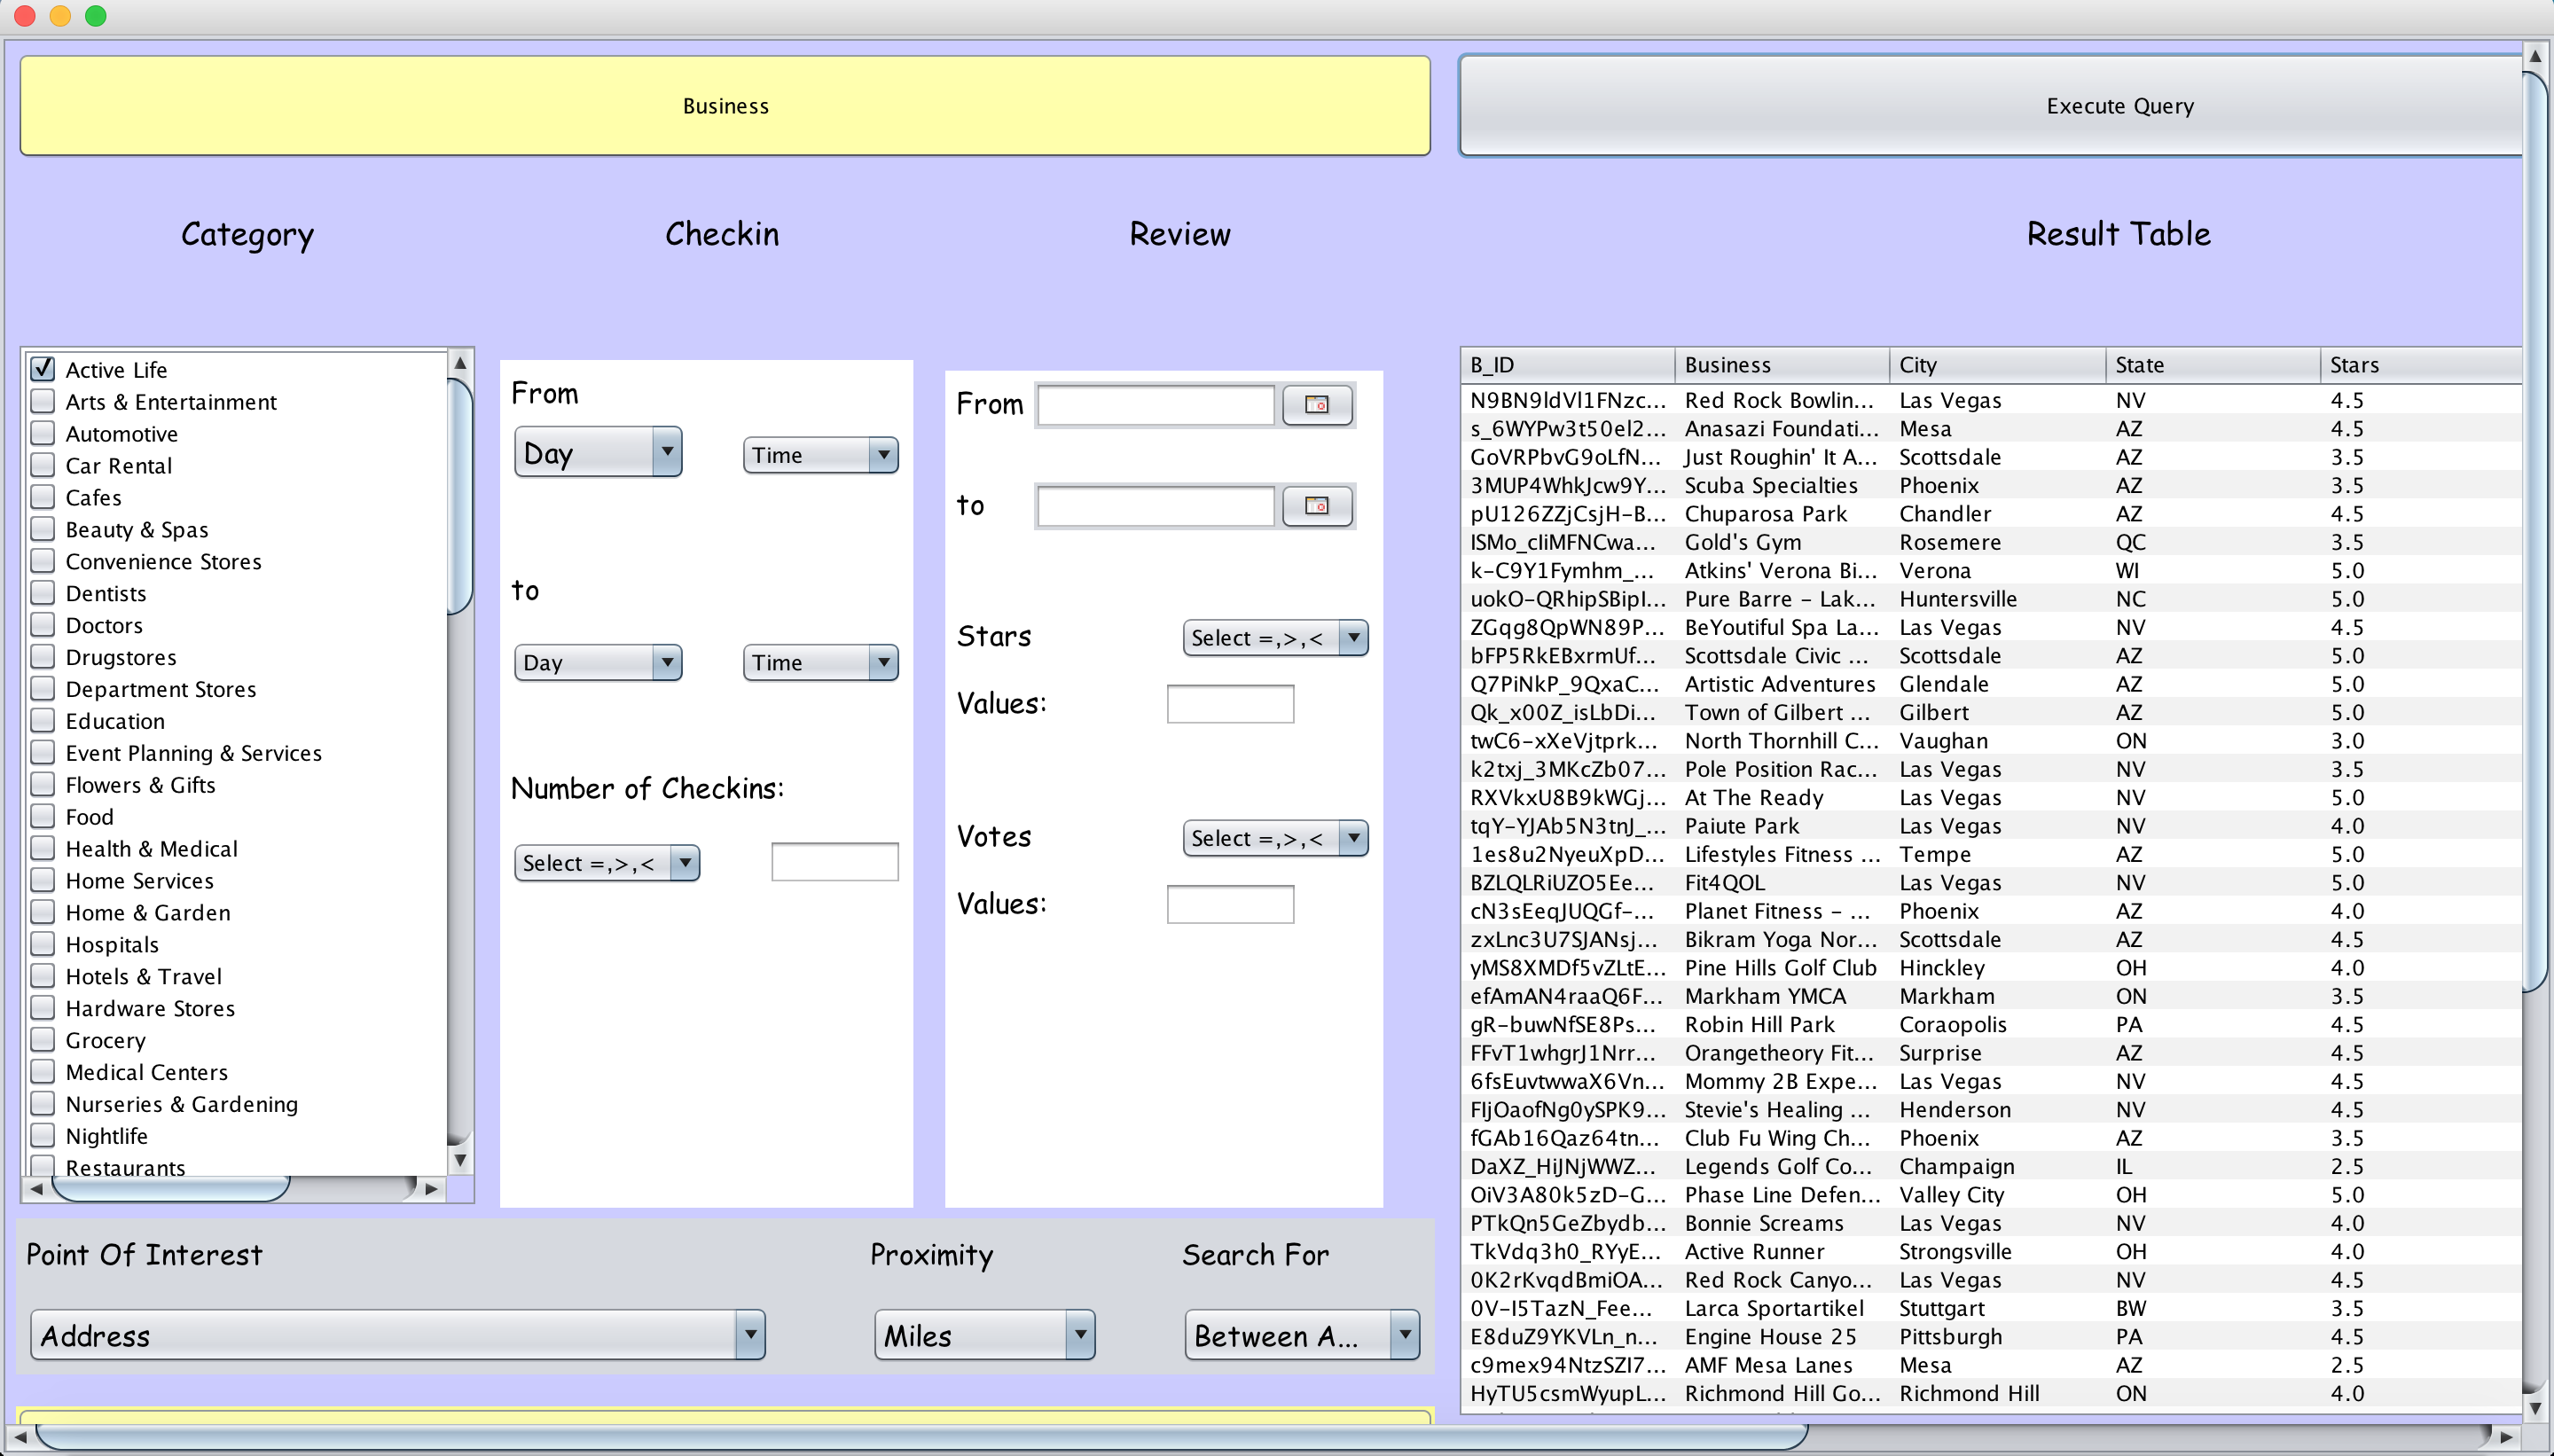 Business
Execute Query
Category
Checkin
Review
Result Table
Active Life
Arts & Entertainment
Automotive
Car Rental
Cafes
Beauty & Spas
Convenience Stores
Dentists
Doctors
Drugstores
Department Stores
Education
Event Planning & Services
Flowers & Gifts
Food
Health & Medical
Home Services
Home & Garden
Hospitals
Hotels & Travel
Hardware Stores
Grocery
Medical Centers
Nurseries & Gardening
Nightlife
Restaurants
From
Day Time
to
Day Time
Number of Checkins:
Select =,>,<
From
to
Stars Select =,>,<
Values:
Votes Select =,>,<
Values:
B_ID Business City State Stars
N9BN9ldVl1FNzc... Red Rock Bowlin... Las Vegas NV 4.5
s_6WYPw3t50el2... Anasazi Foundati... Mesa AZ 4.5
GoVRPbvG9oLfN... Just Roughin' It A... Scottsdale AZ 3.5
3MUP4WhkJcw9Y... Scuba Specialties Phoenix AZ 3.5
pU126ZZjCsjH-B... Chuparosa Park Chandler AZ 4.5
ISMo_cIiMFNCwa... Gold's Gym Rosemere QC 3.5
k-C9Y1Fymhm_... Atkins' Verona Bi... Verona WI 5.0
uokO-QRhipSBipI... Pure Barre - Lak... Huntersville NC 5.0
ZGqg8QpWN89P... BeYoutiful Spa La... Las Vegas NV 4.5
bFP5RkEBxrmUf... Scottsdale Civic ... Scottsdale AZ 5.0
Q7PiNkP_9QxaC... Artistic Adventures Glendale AZ 5.0
Qk_x00Z_isLbDi... Town of Gilbert ... Gilbert AZ 5.0
twC6-xXeVjtprk... North Thornhill C... Vaughan ON 3.0
k2txj_3MKcZb07... Pole Position Rac... Las Vegas NV 3.5
RXVkxU8B9kWGj... At The Ready Las Vegas NV 5.0
tqY-YJAb5N3tnJ_... Paiute Park Las Vegas NV 4.0
1es8u2NyeuXpD... Lifestyles Fitness ... Tempe AZ 5.0
BZLQLRiUZO5Ee... Fit4QOL Las Vegas NV 5.0
cN3sEeqJUQGf-... Planet Fitness - ... Phoenix AZ 4.0
zxLnc3U7SJANsj... Bikram Yoga Nor... Scottsdale AZ 4.5
yMS8XMDf5vZLtE... Pine Hills Golf Club Hinckley OH 4.0
efAmAN4raaQ6F... Markham YMCA Markham ON 3.5
gR-buwNfSE8Ps... Robin Hill Park Coraopolis PA 4.5
FFvT1whgrJ1Nrr... Orangetheory Fit... Surprise AZ 4.5
6fsEuvtwwaX6Vn... Mommy 2B Expe... Las Vegas NV 4.5
FIjOaofNg0ySPK9... Stevie's Healing ... Henderson NV 4.5
fGAb16Qaz64tn... Club Fu Wing Ch... Phoenix AZ 3.5
DaXZ_HiJNjWWZ... Legends Golf Co... Champaign IL 2.5
OiV3A80k5zD-G... Phase Line Defen... Valley City OH 5.0
PTkQn5GeZbydb... Bonnie Screams Las Vegas NV 4.0
TkVdq3h0_RYyE... Active Runner Strongsville OH 4.0
0K2rKvqdBmiOA... Red Rock Canyo... Las Vegas NV 4.5
0V-I5TazN_Fee... Larca Sportartikel Stuttgart BW 3.5
E8duZ9YKVLn_n... Engine House 25 Pittsburgh PA 4.5
c9mex94NtzSZI7... AMF Mesa Lanes Mesa AZ 2.5
HyTU5csmWyupL... Richmond Hill Go... Richmond Hill ON 4.0
Point Of Interest
Proximity
Search For
Address
Miles
Between A...